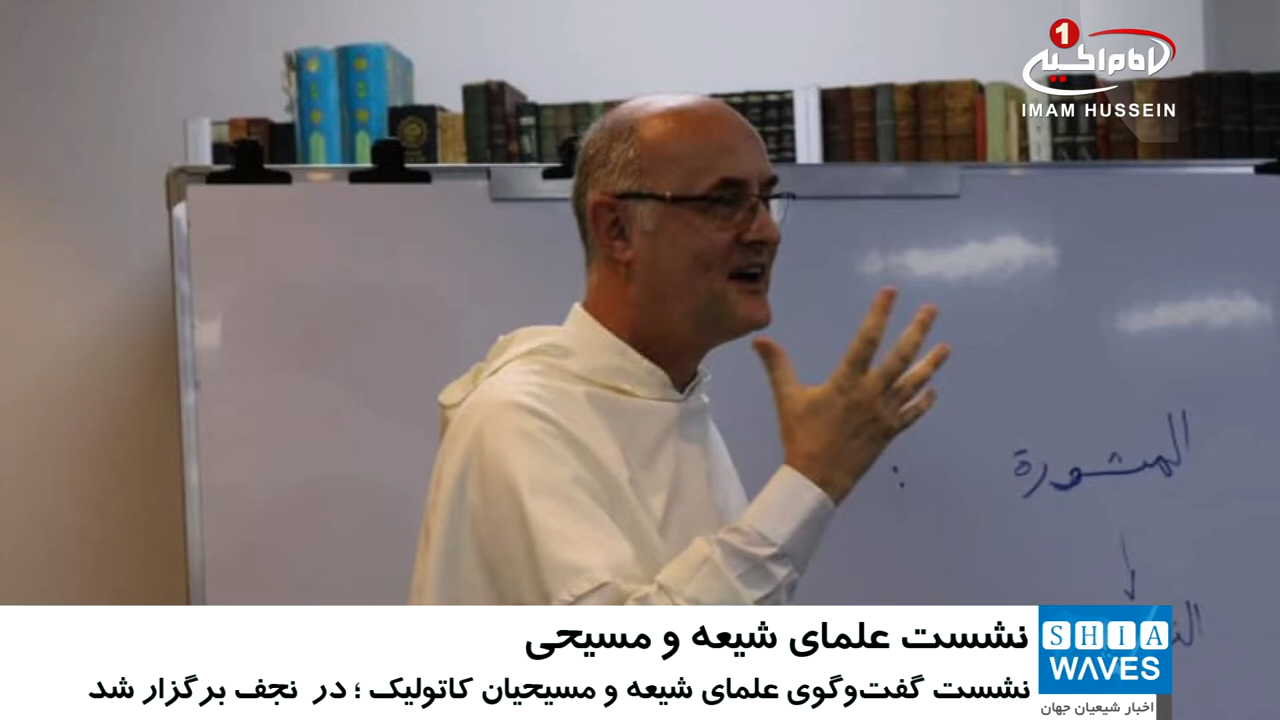 1
امام حسین
IMAM HUSSEIN
المشورة :
نشست علمای شیعه و مسیحی
نشست گفت‌وگوی علمای شیعه و مسیحیان کاتولیک ؛ در نجف برگزار شد
SHIA
WAVES
اخبار شیعیان جهان